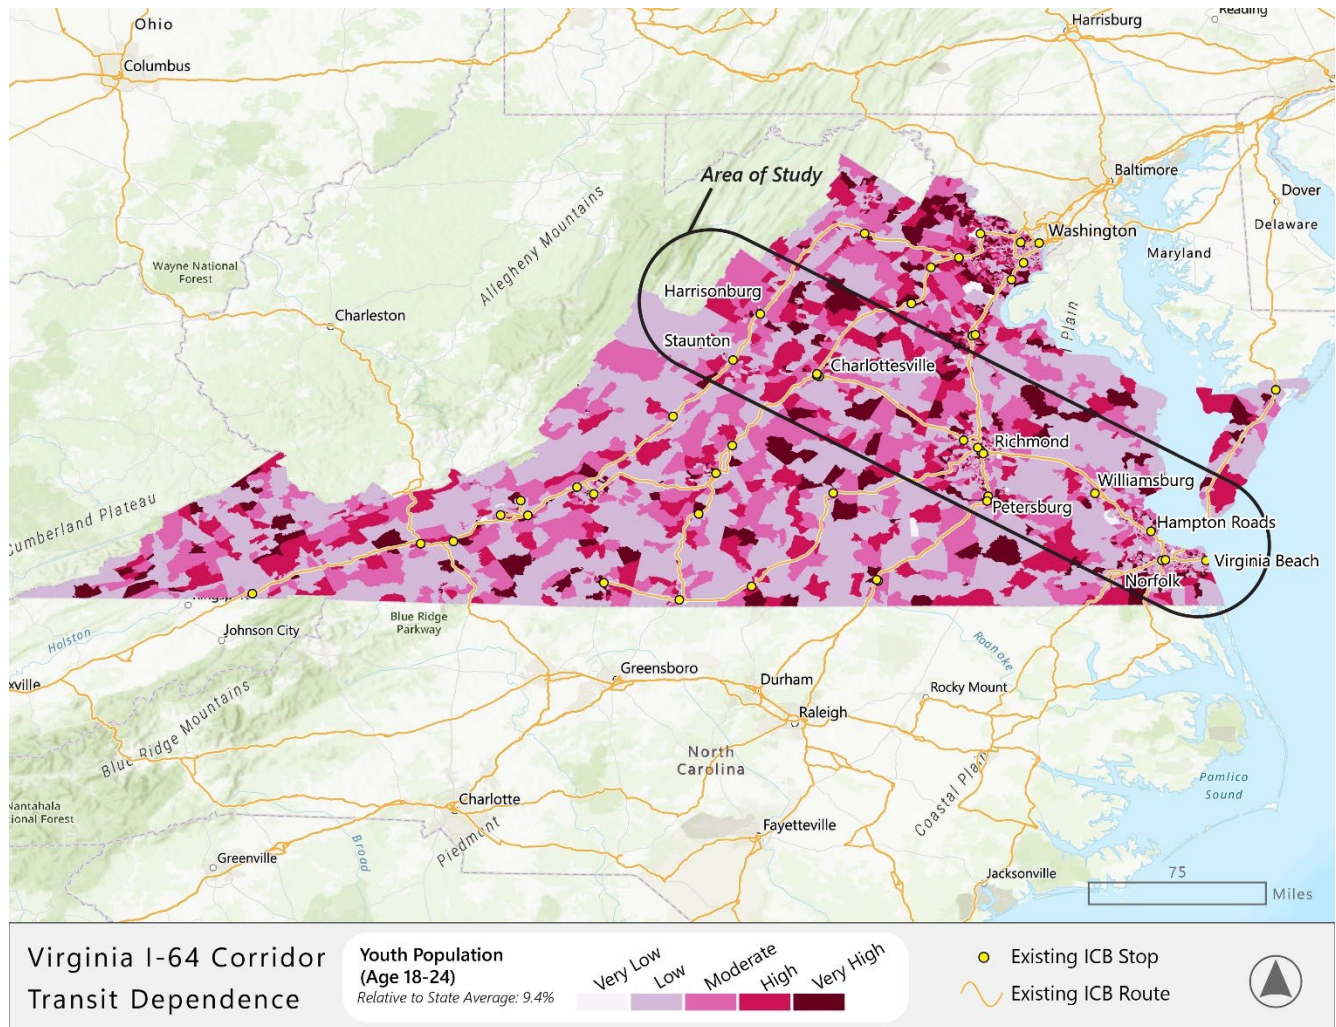 Ohio
Columbus
Harrisburg
Reading
Baltimore
Dover
Delaware
Area of Study
Washington
Maryland
Allegheny Mountains
Wayne National
Forest
Charleston
Harrisonburg
Staunton
Plain
Charlottesville
Richmond
Williamsburg
Petersburg
Hampton Roads
Virginia Beach
Norfolk
Cumberland Plateau
Holston
Johnson City
Blue Ridge
Parkway
Roanoke
xville
Blue Ridge Mountains
Greensboro
Durham
Rocky Mount
Raleigh
North
Carolina
Coastal Plain
Pamlico
Sound
Nantahala
ional Forest
Charlotte
Piedmont
Broad
Fayetteville
Greenville
Jacksonville
75
Miles
Virginia I-64 Corridor
Transit Dependence
Youth Population
(Age 18-24)
Relative to State Average: 9.4%
Very Low
Low
Moderate
High
Very High
Existing ICB Stop
Existing ICB Route